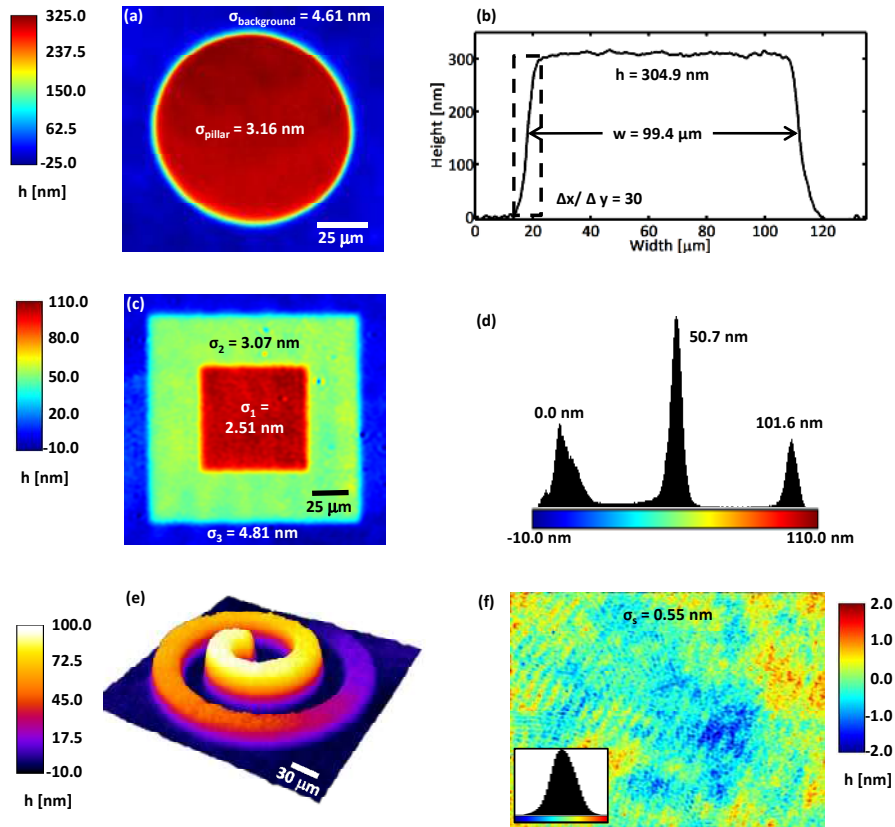 (a)
σbackground = 4.61 nm
σpillar = 3.16 nm
25 μm
325.0
237.5
150.0
62.5
-25.0
h [nm]
(b)
Height [nm]
300
200
100
0
h = 304.9 nm
w = 99.4 μm
Δx/ Δ y = 30
0
20
40
60
80
100
120
Width [μm]
110.0
80.0
50.0
20.0
-10.0
h [nm]
(c)
σ2 = 3.07 nm
σ1 =
2.51 nm
25 μm
σ3 = 4.81 nm
(d)
50.7 nm
0.0 nm
101.6 nm
-10.0 nm
110.0 nm
(e)
100.0
72.5
45.0
17.5
-10.0
h [nm]
30 μm
(f)
σs = 0.55 nm
2.0
1.0
0.0
-1.0
-2.0
h [nm]